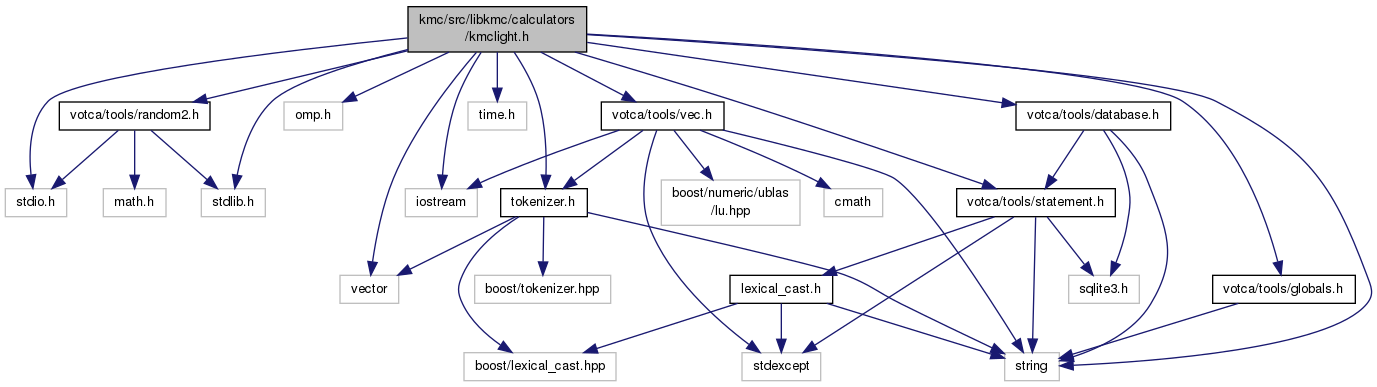 kmc/src/libkmc/calculators
/kmclight.h
votca/tools/random2.h
omp.h
time.h
votca/tools/vec.h
votca/tools/database.h
stdio.h
math.h
stdlib.h
iostream
tokenizer.h
boost/numeric/ublas
/lu.hpp
cmath
votca/tools/statement.h
vector
boost/tokenizer.hpp
lexical_cast.h
sqlite3.h
votca/tools/globals.h
boost/lexical_cast.hpp
stdexcept
string